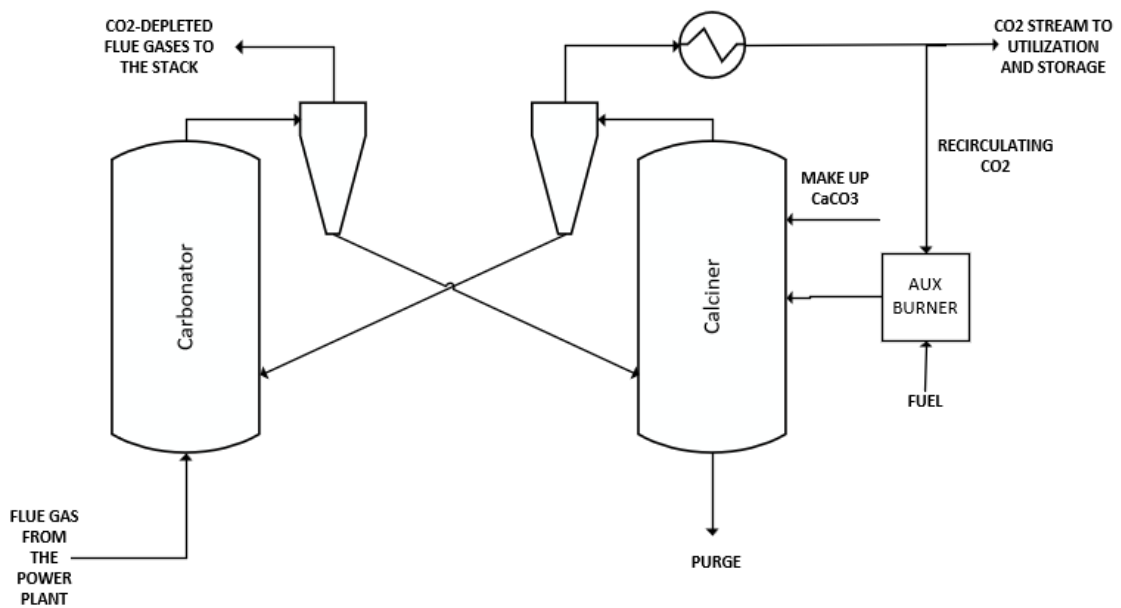 CO2-DEPLETED
FLUE GASES TO
THE STACK
CO2 STREAM TO
UTILIZATION
AND STORAGE
RECIRCULATING
CO2
MAKE UP
CaCO3
Carbonator
Calciner
AUX
BURNER
FUEL
FLUE GAS
FROM
THE
POWER
PLANT
PURGE